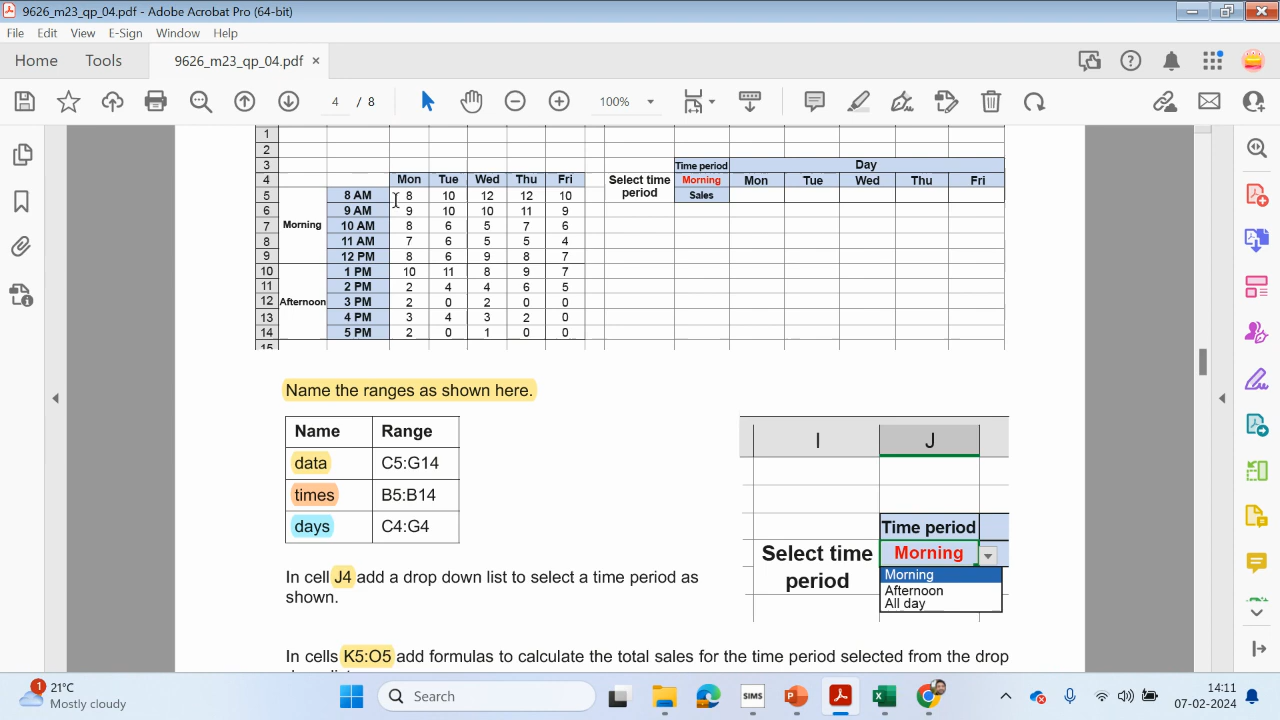 9626_m23_qp_04.pdf - Adobe Acrobat Pro (64-bit)
File Edit View E-Sign Window Help
Home Tools 9626_m23_qp_04.pdf ×
4 / 8 100%
1
2
3 Time period Day
4 Mon Tue Wed Thu Fri Select time period Morning Mon Tue Wed Thu Fri
5 8 AM 8 10 12 12 10 Sales
6 9 AM 9 10 10 11 9
7 Morning 10 AM 8 6 5 7 6
8 11 AM 7 6 5 5 4
9 12 PM 8 6 9 8 7
10 1 PM 10 11 8 9 7
11 2 PM 2 4 4 6 5
12 Afternoon 3 PM 2 0 2 0 0
13 4 PM 3 4 3 2 0
14 5 PM 2 0 1 0 0
15
Name the ranges as shown here.
Name Range
data C5:G14
times B5:B14
days C4:G4
I J
Time period
Select time Morning
period
Morning
Afternoon
All day
In cell J4 add a drop down list to select a time period as
shown.
In cells K5:O5 add formulas to calculate the total sales for the time period selected from the drop
1
21°C
Mostly cloudy
Search
SIMS
14:11
07-02-2024